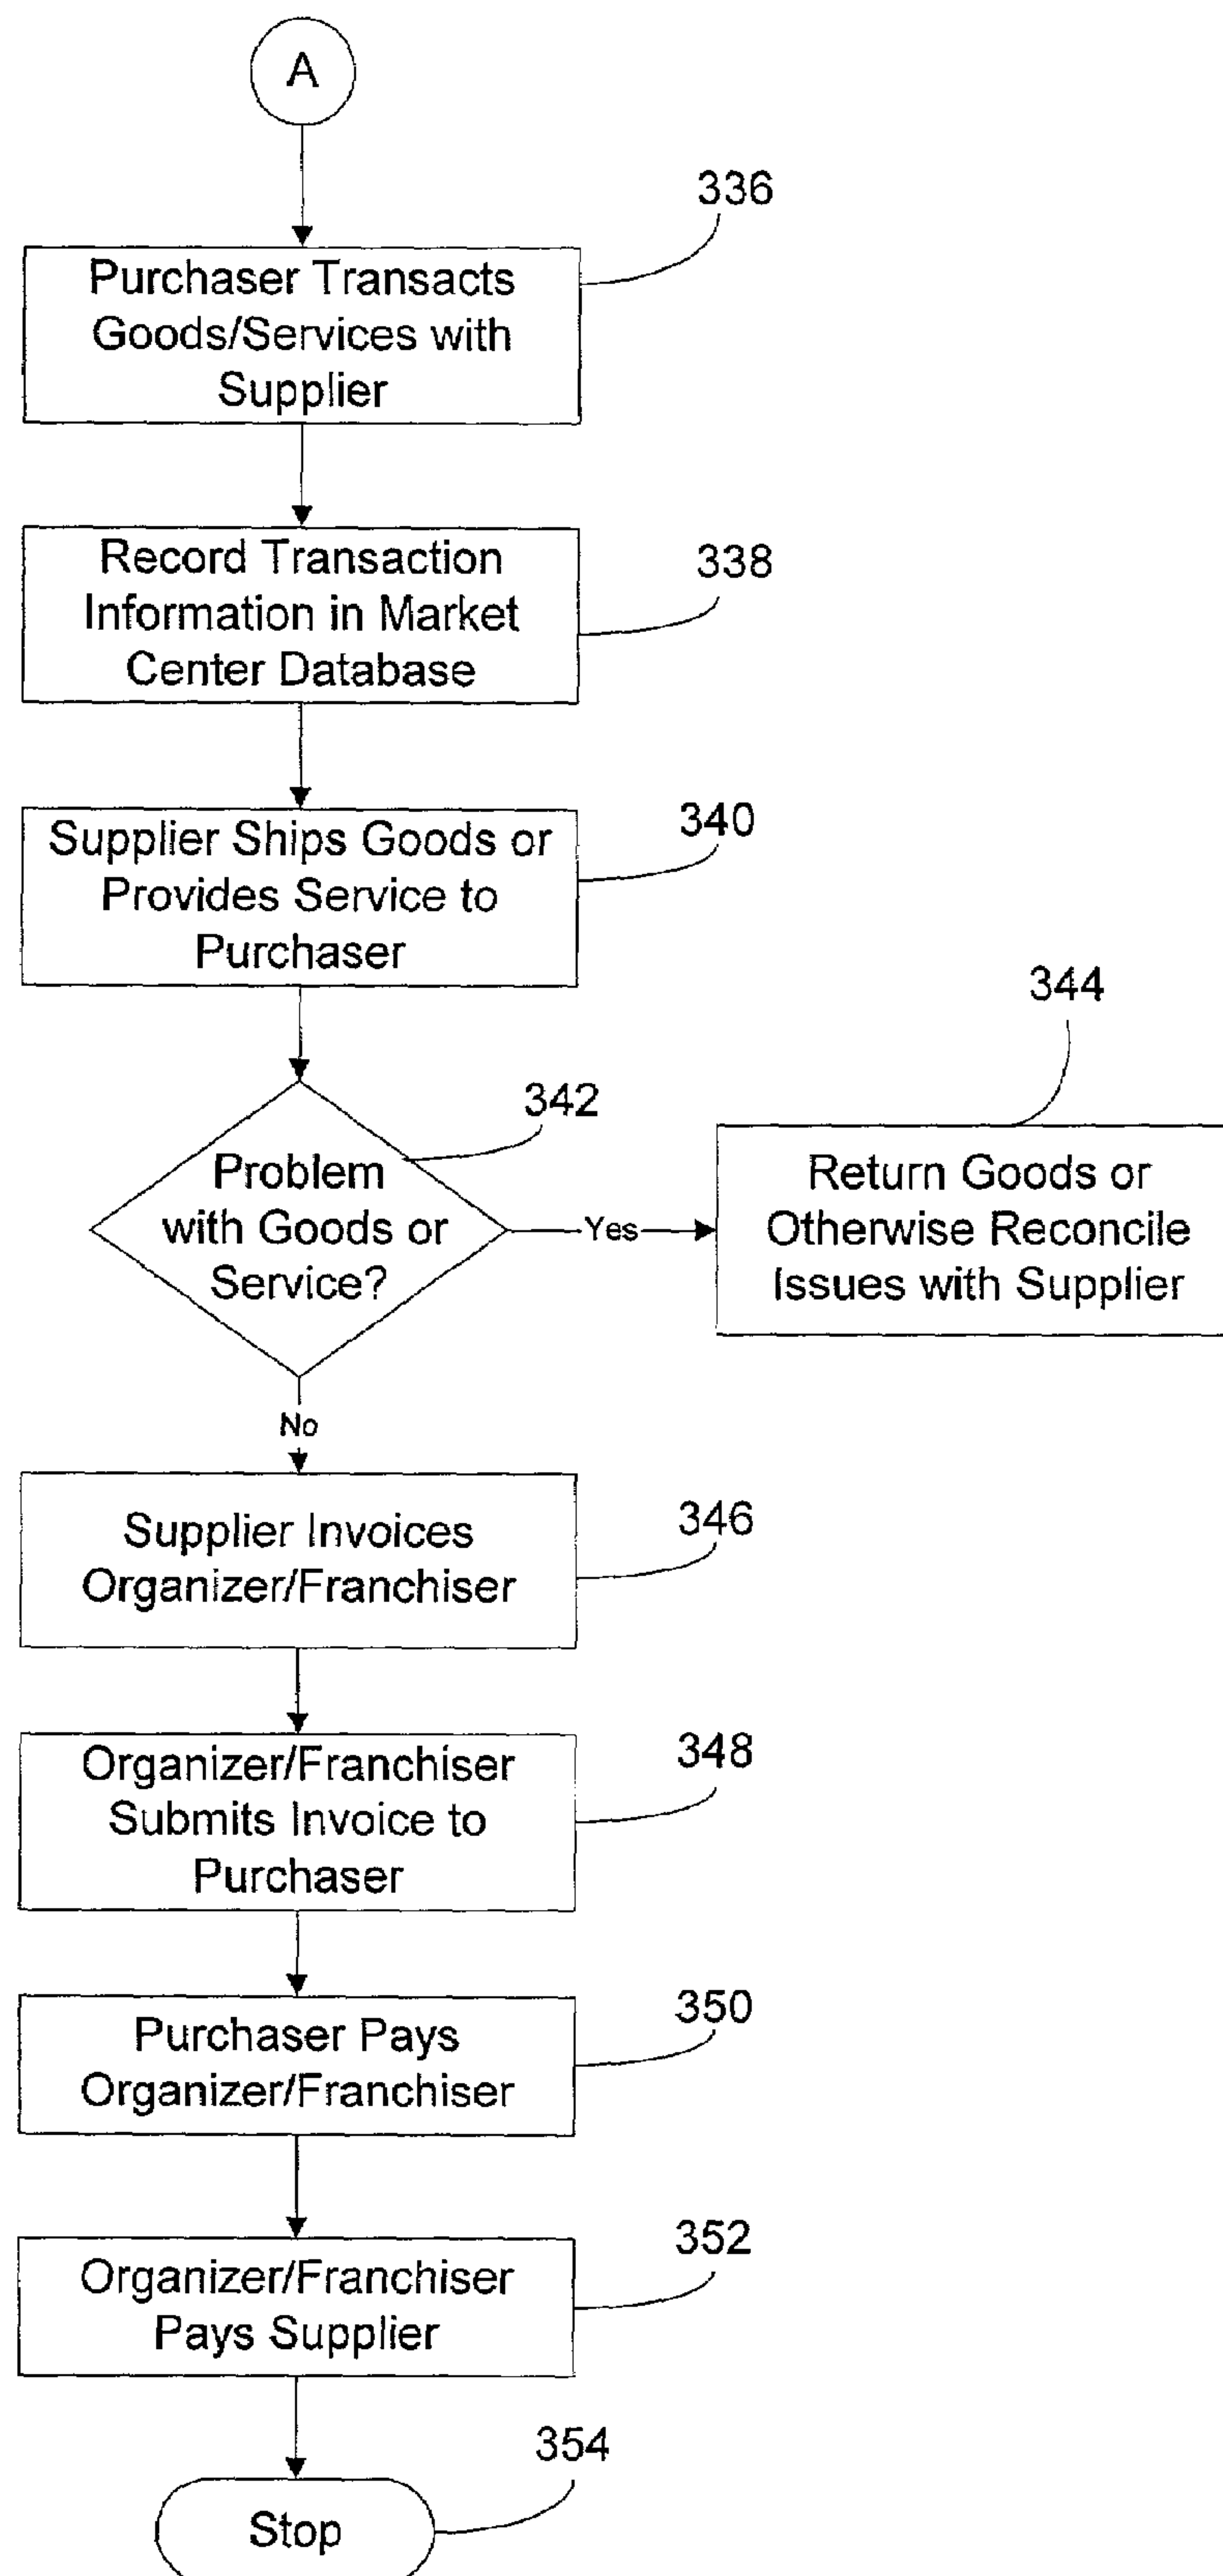 A
336
Purchaser Transacts
Goods/Services with
Supplier
338
Record Transaction
Information in Market
Center Database
340
Supplier Ships Goods or
Provides Service to
Purchaser
344
342
Problem
with Goods or
Service?
Yes
Return Goods or
Otherwise Reconcile
Issues with Supplier
No
346
Supplier Invoices
Organizer/Franchiser
348
Organizer/Franchiser
Submits Invoice to
Purchaser
350
Purchaser Pays
Organizer/Franchiser
352
Organizer/Franchiser
Pays Supplier
354
Stop